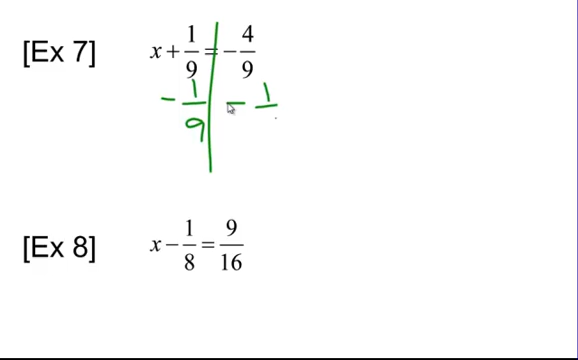 [Ex 7] x + 1/9 = - 4/9
- 1/9 - 1/
[Ex 8] x - 1/8 = 9/16